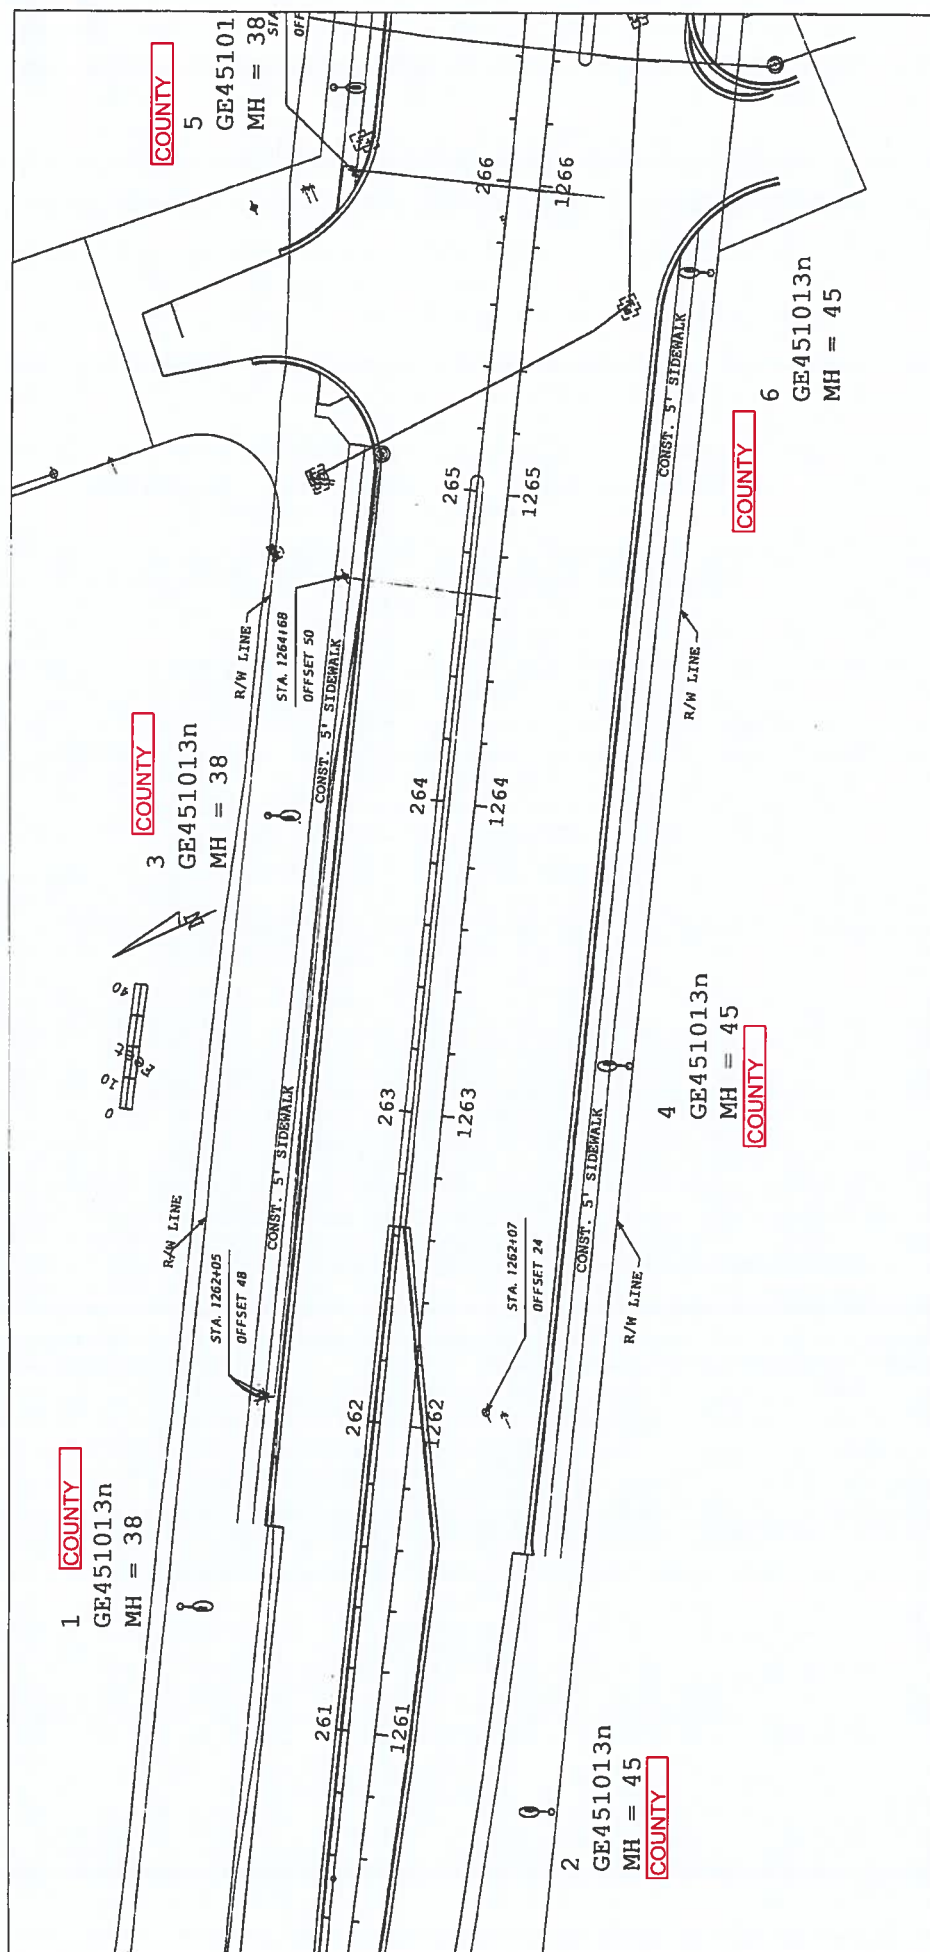 COUNTY
5
GE45101
MH = 38
STA
OFF
266
1266
COUNTY
6
GE451013n
MH = 45
CONST. 5' SIDEWALK
265
1265
R/W LINE
STA. 1264+68
OFFSET 50
CONST. 5' SIDEWALK
R/W LINE
COUNTY
3
GE451013n
MH = 38
264
1264
N
0 10 40
Feet
263
1263
4
GE451013n
MH = 45
COUNTY
R/W LINE
CONST. 5' SIDEWALK
CONST. 5' SIDEWALK
R/W LINE
STA. 1262+05
OFFSET 48
STA. 1262+07
OFFSET 24
262
1262
1
COUNTY
GE451013n
MH = 38
261
1261
2
GE451013n
MH = 45
COUNTY